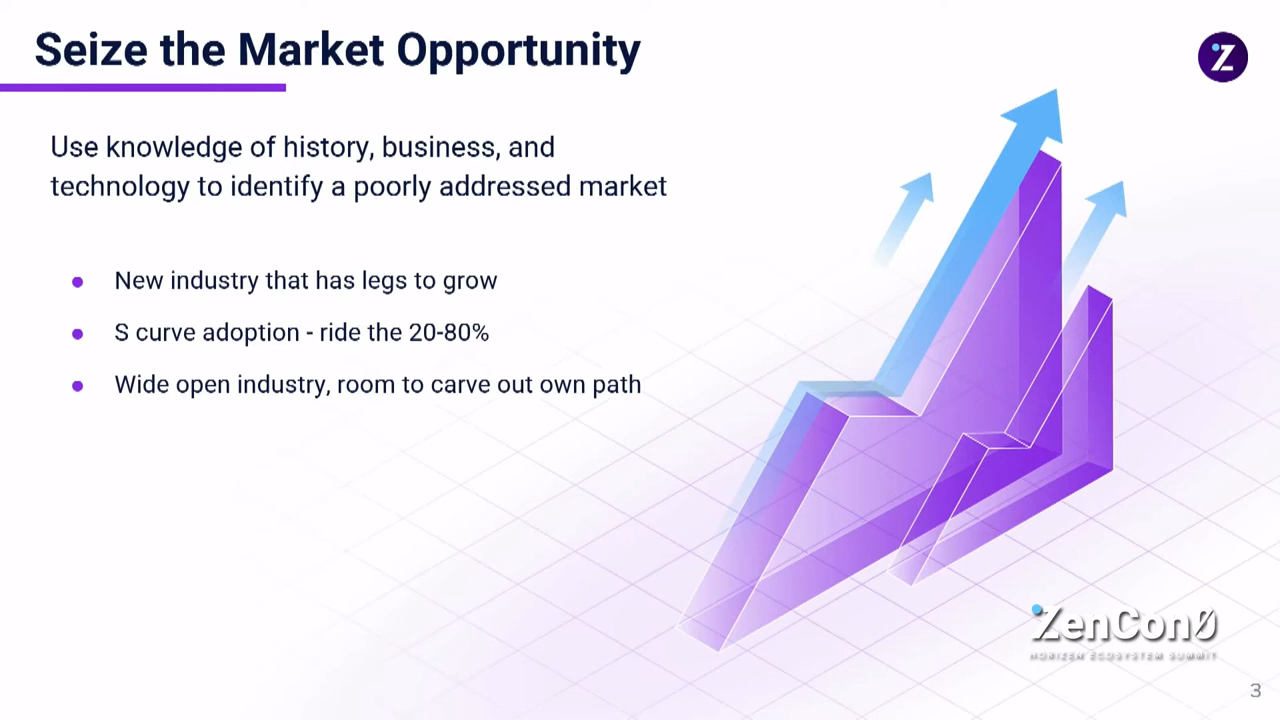 Seize the Market Opportunity
Z
Use knowledge of history, business, and
technology to identify a poorly addressed market
● New industry that has legs to grow
● S curve adoption - ride the 20-80%
● Wide open industry, room to carve out own path
ZenCon0
HORIZEN ECOSYSTEM SUMMIT
3